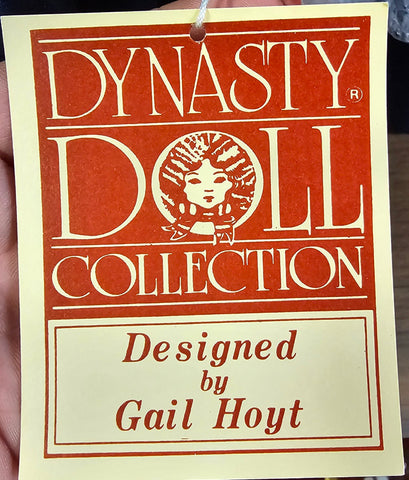 DYNASTY ®
DOLL
COLLECTION
Designed
by
Gail Hoyt